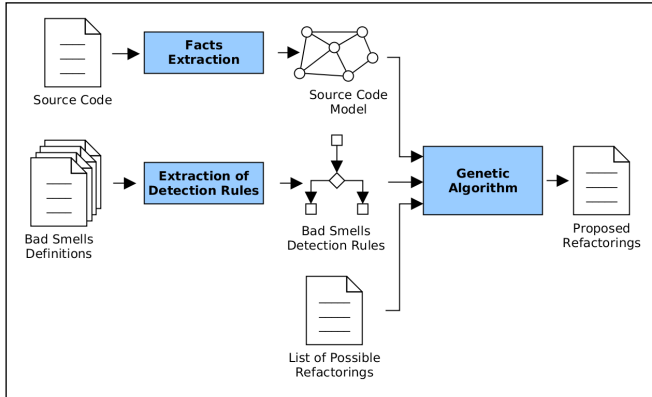 Source Code
Facts
Extraction
Source Code
Model
Bad Smells
Definitions
Extraction of
Detection Rules
Bad Smells
Detection Rules
List of Possible
Refactorings
Genetic
Algorithm
Proposed
Refactorings